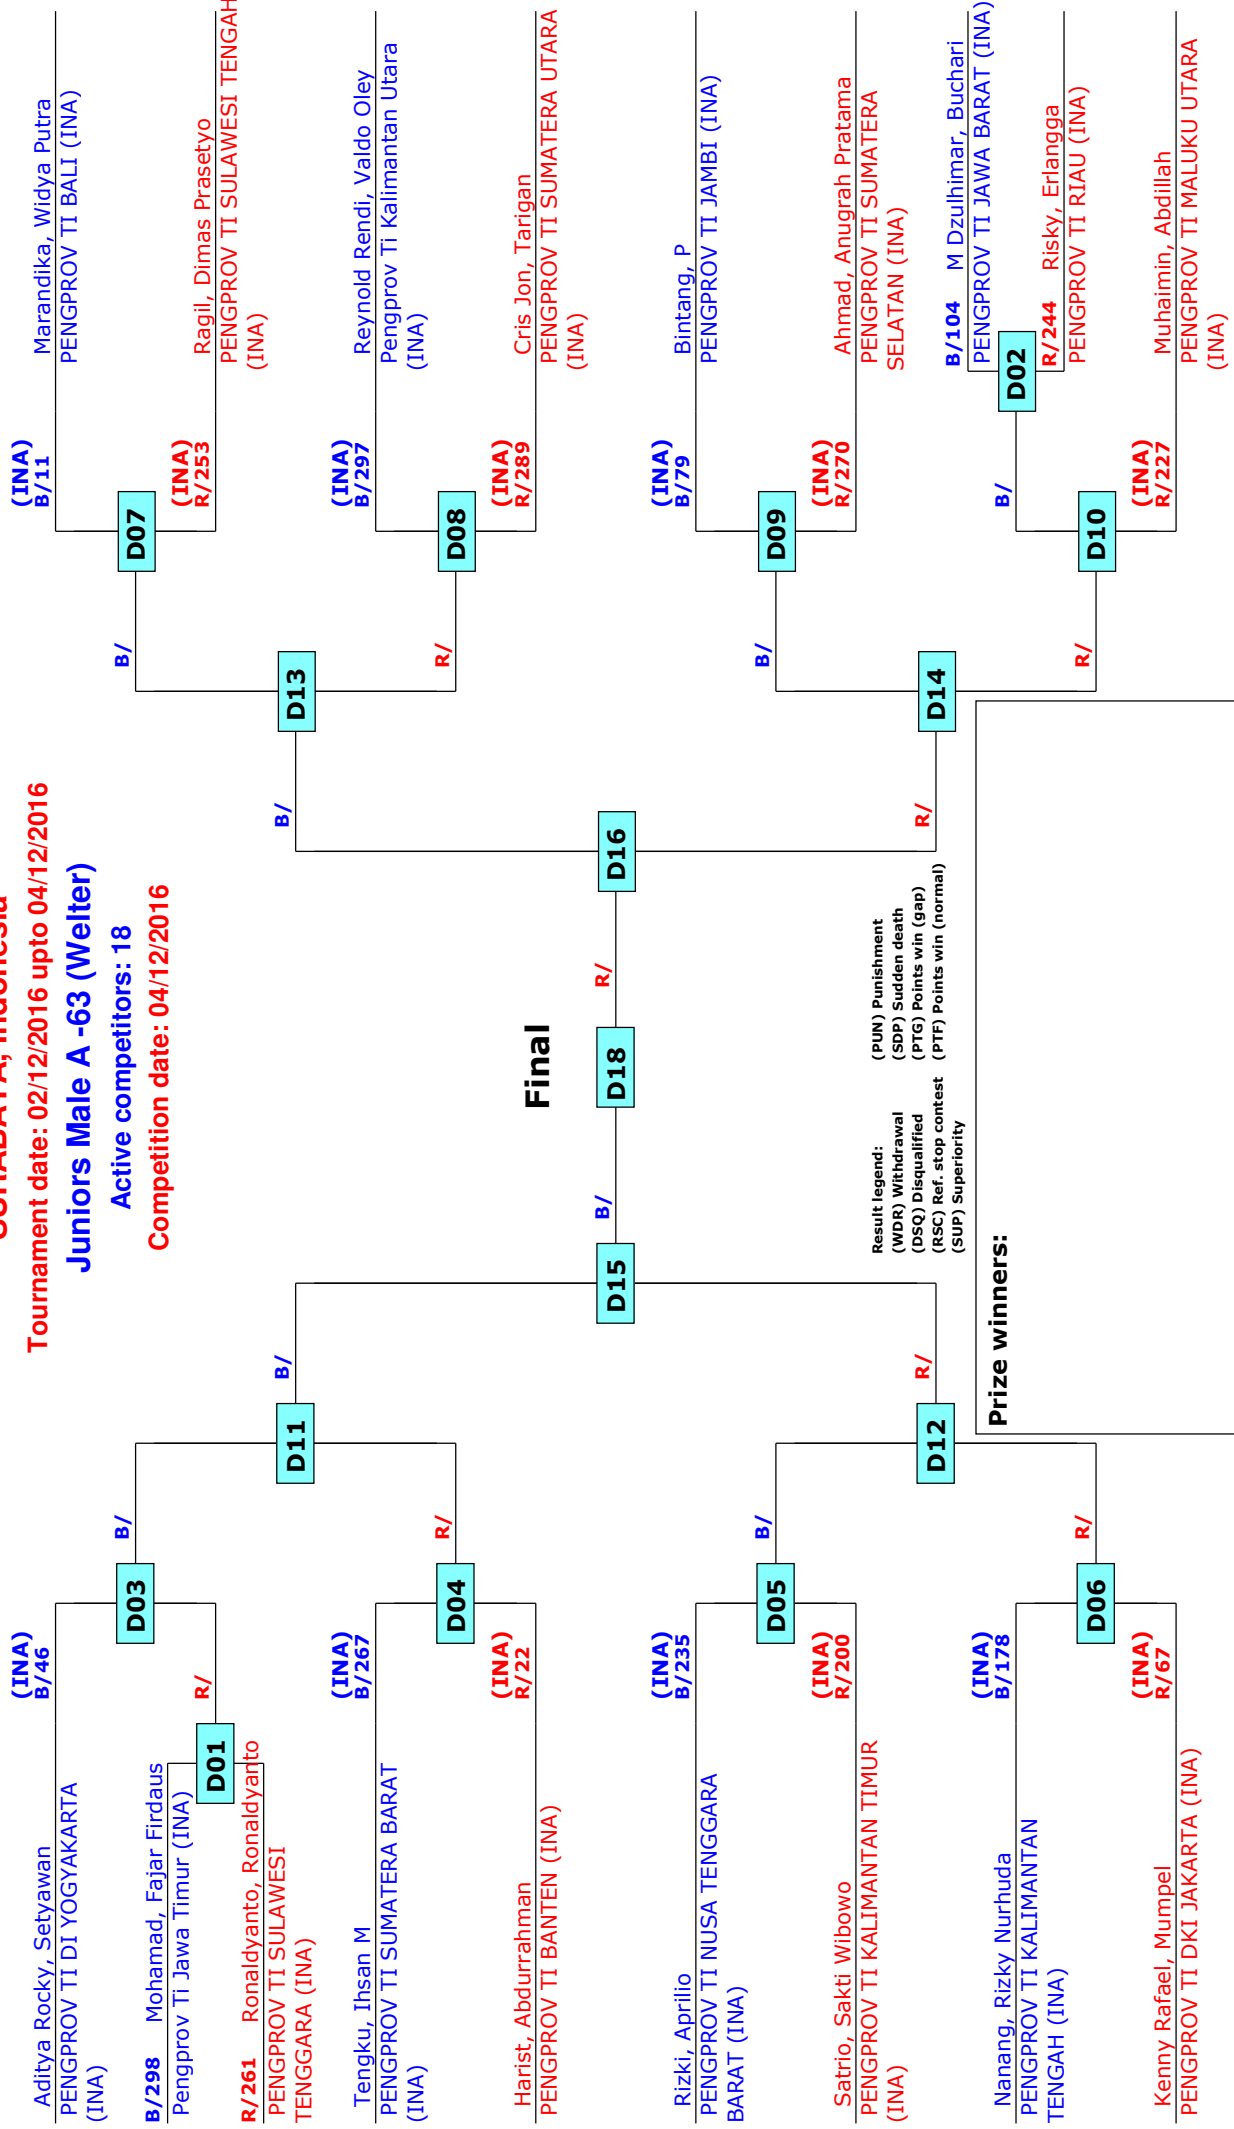 SURABAYA, Indonesia
Tournament date: 02/12/2016 upto 04/12/2016
Juniors Male A -63 (Welter)
Active competitors: 18
Competition date: 04/12/2016
(INA)
B/46
Aditya Rocky, Setyawan
PENGPROV TI DI YOGYAKARTA
(INA)
D03
B/
B/298 Mohamad, Fajar Firdaus
Pengprov Ti Jawa Timur (INA)
D01
R/
R/261 Ronaldyanto, Ronaldyanto
PENGPROV TI SULAWESI
TENGGARA (INA)
D11
B/
(INA)
B/267
Tengku, Ihsan M
PENGPROV TI SUMATERA BARAT
(INA)
D04
R/
(INA)
R/22
Harist, Abdurrahman
PENGPROV TI BANTEN (INA)
D15
B/
(INA)
B/235
Rizki, Aprilio
PENGPROV TI NUSA TENGGARA
BARAT (INA)
D05
B/
(INA)
R/200
Satrio, Sakti Wibowo
PENGPROV TI KALIMANTAN TIMUR
(INA)
D12
R/
(INA)
B/178
Nanang, Rizky Nurhuda
PENGPROV TI KALIMANTAN
TENGAH (INA)
D06
R/
(INA)
R/67
Kenny Rafael, Mumpel
PENGPROV TI DKI JAKARTA (INA)
Final
D18
R/
D16
(INA)
B/11
Marandika, Widya Putra
PENGPROV TI BALI (INA)
D07
B/
(INA)
R/253
Ragil, Dimas Prasetyo
PENGPROV TI SULAWESI TENGAH
(INA)
D13
B/
(INA)
B/297
Reynold Rendi, Valdo Oley
Pengprov Ti Kalimantan Utara
(INA)
D08
R/
(INA)
R/289
Cris Jon, Tarigan
PENGPROV TI SUMATERA UTARA
(INA)
(INA)
B/79
Bintang, P
PENGPROV TI JAMBI (INA)
D09
B/
(INA)
R/270
Ahmad, Anugrah Pratama
PENGPROV TI SUMATERA
SELATAN (INA)
D14
R/
B/104 M Dzulhimar, Buchari
PENGPROV TI JAWA BARAT (INA)
D02
B/
R/244 Risky, Erlangga
PENGPROV TI RIAU (INA)
D10
R/
(INA)
R/227
Muhaimin, Abdillah
PENGPROV TI MALUKU UTARA
(INA)
Result legend:
(WDR) Withdrawal
(DSQ) Disqualified
(RSC) Ref. stop contest
(SUP) Superiority
(PUN) Punishment
(SDP) Sudden death
(PTG) Points win (gap)
(PTF) Points win (normal)
Prize winners: